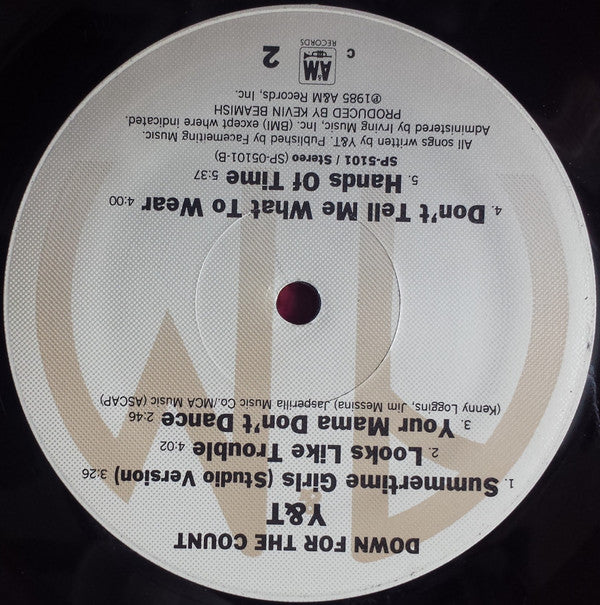 DOWN FOR THE COUNT
Y&T
1. Summertime Girls (Studio Version) 3:26
2. Looks Like Trouble 4:02
3. Your Mama Don't Dance 2:46
(Kenny Loggins, Jim Messina) Jasperilla Music Co./MCA Music (ASCAP)
4. Don't Tell Me What To Wear 4:00
5. Hands Of Time 5:37
SP-5101 / Stereo (SP-05101-B)
All songs written by Y&T. Published by Facemelting Music.
Administered by Irving Music, Inc. (BMI) except where indicated.
PRODUCED BY KEVIN BEAMISH
℗1985 A&M Records, Inc.
2
A&M
RECORDS
C